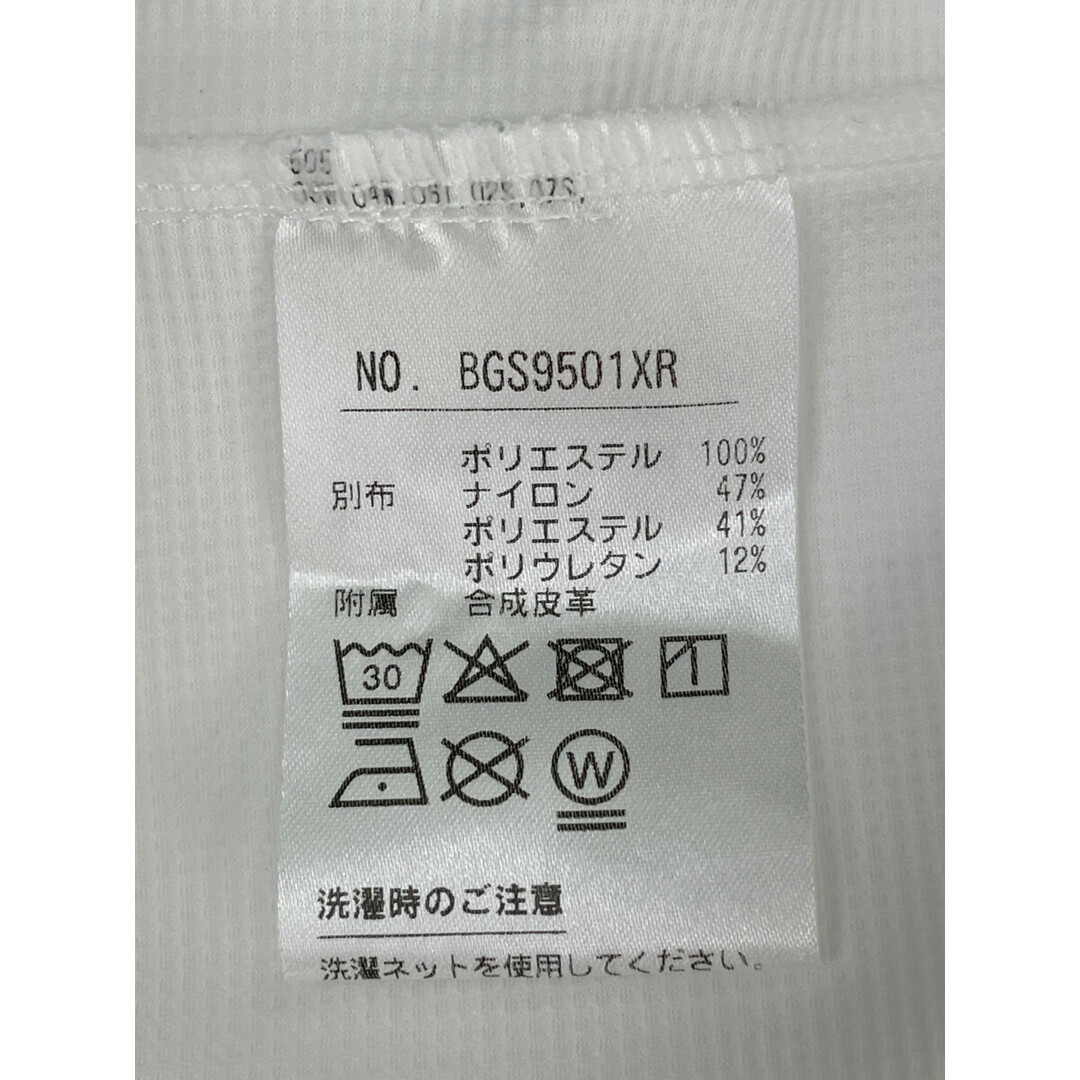 605
NO. BGS9501XR
ポリエステル 100%
別布 ナイロン 47%
ポリエステル 41%
ポリウレタン 12%
附属 合成皮革
30
W
洗濯時のご注意
洗濯ネットを使用してください。